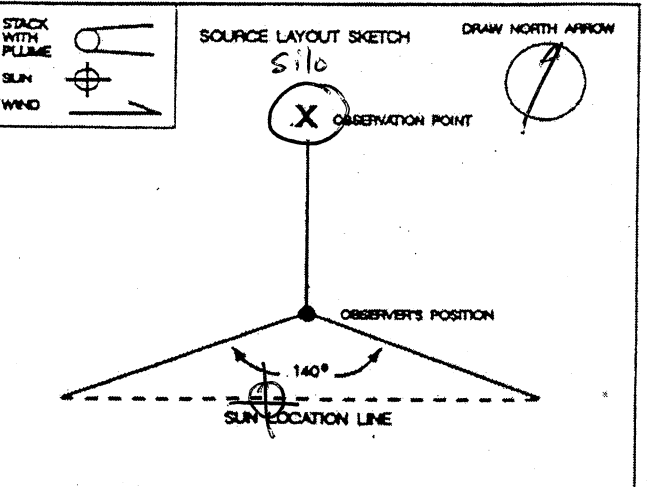 STACK
WITH
PLUME
SUN
WIND
SOURCE LAYOUT SKETCH
DRAW NORTH ARROW
Silo
X OBSERVATION POINT
OBSERVER'S POSITION
140°
SUN LOCATION LINE